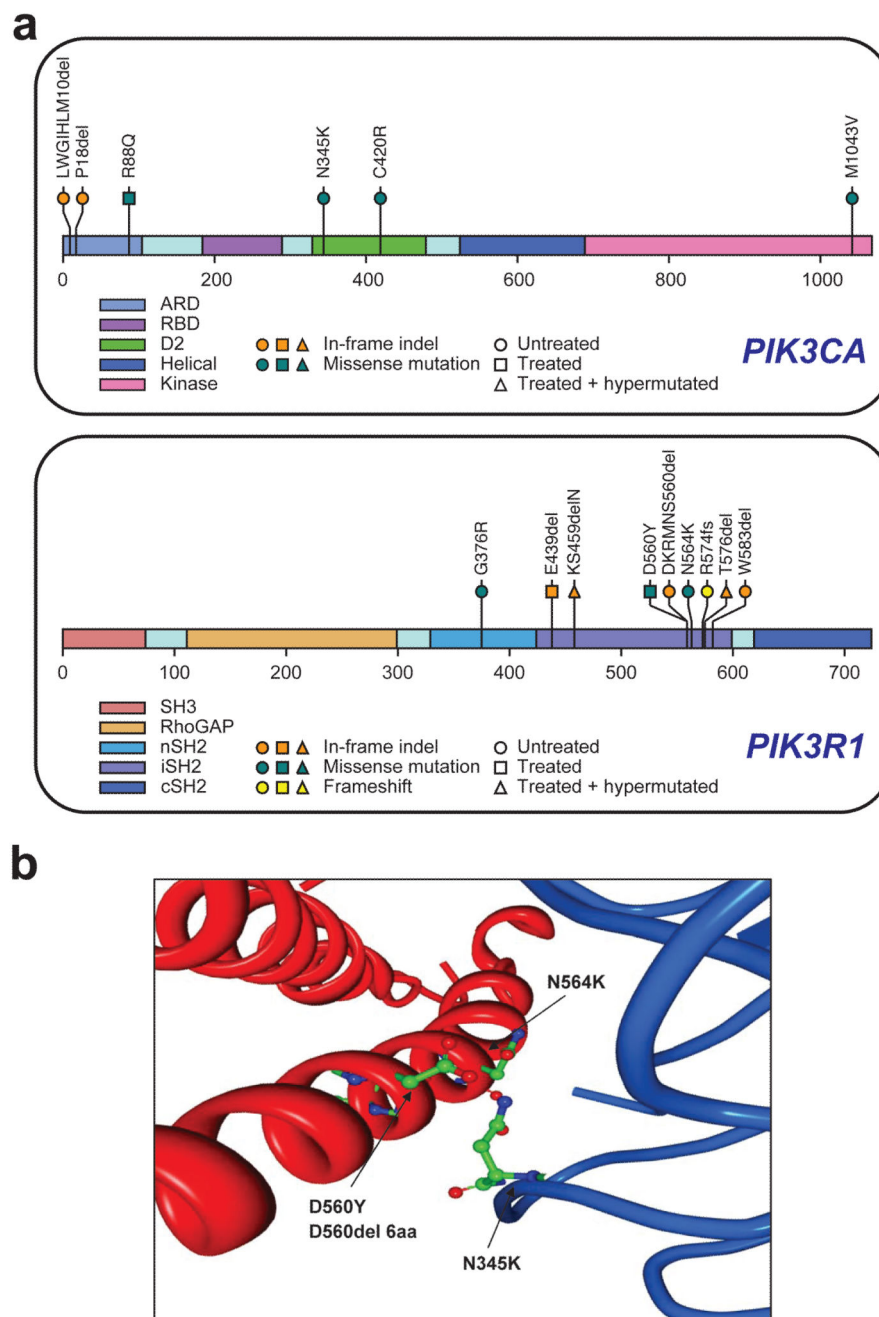 a
LWGIHLM10del
P18del
R88Q
N345K
C420R
M1043V
0 200 400 600 800 1000
ARD
RBD
D2
Helical
Kinase
In-frame indel
Missense mutation
Untreated
Treated
Treated + hypermutated
PIK3CA
G376R
E439del
KS459delN
D560Y
DKRMNS560del
N564K
R574fs
T576del
W583del
0 100 200 300 400 500 600 700
SH3
RhoGAP
nSH2
iSH2
cSH2
In-frame indel
Missense mutation
Frameshift
Untreated
Treated
Treated + hypermutated
PIK3R1
b
N564K
D560Y
D560del 6aa
N345K